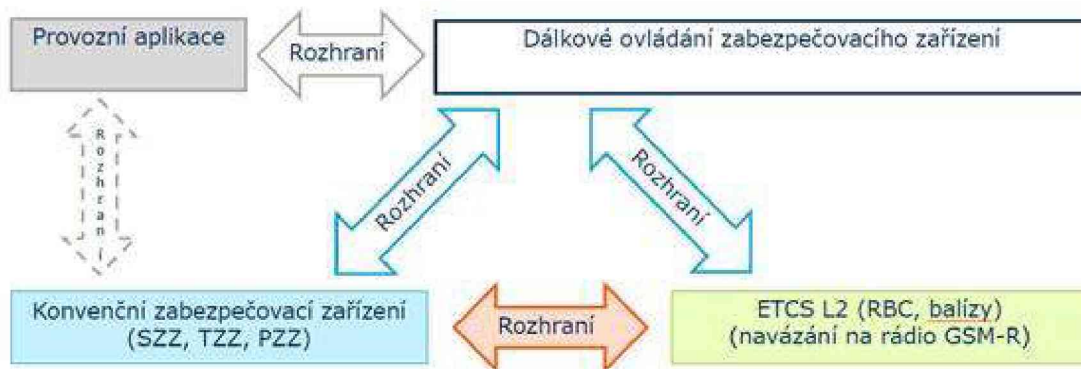 Provozní aplikace
Rozhraní
Dálkové ovládání zabezpečovacího zařízení
Rozhraní
Rozhraní
Rozhraní
Konvenční zabezpečovací zařízení
(SZZ, TZZ, PZZ)
Rozhraní
ETCS L2 (RBC, balízy)
(navázání na rádio GSM-R)